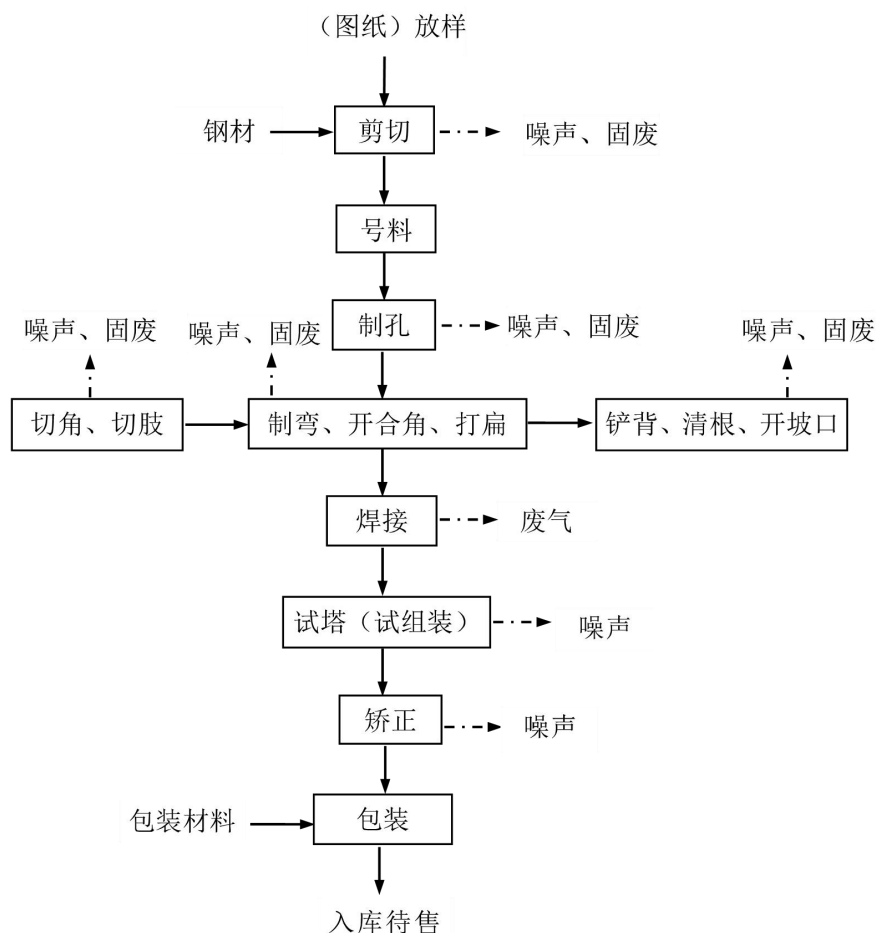 （图纸）放样
钢材
剪切
噪声、固废
号料
制孔
噪声、固废
噪声、固废
噪声、固废
噪声、固废
切角、切肢
制弯、开合角、打扁
铲背、清根、开坡口
焊接
废气
试塔（试组装）
噪声
矫正
噪声
包装材料
包装
入库待售